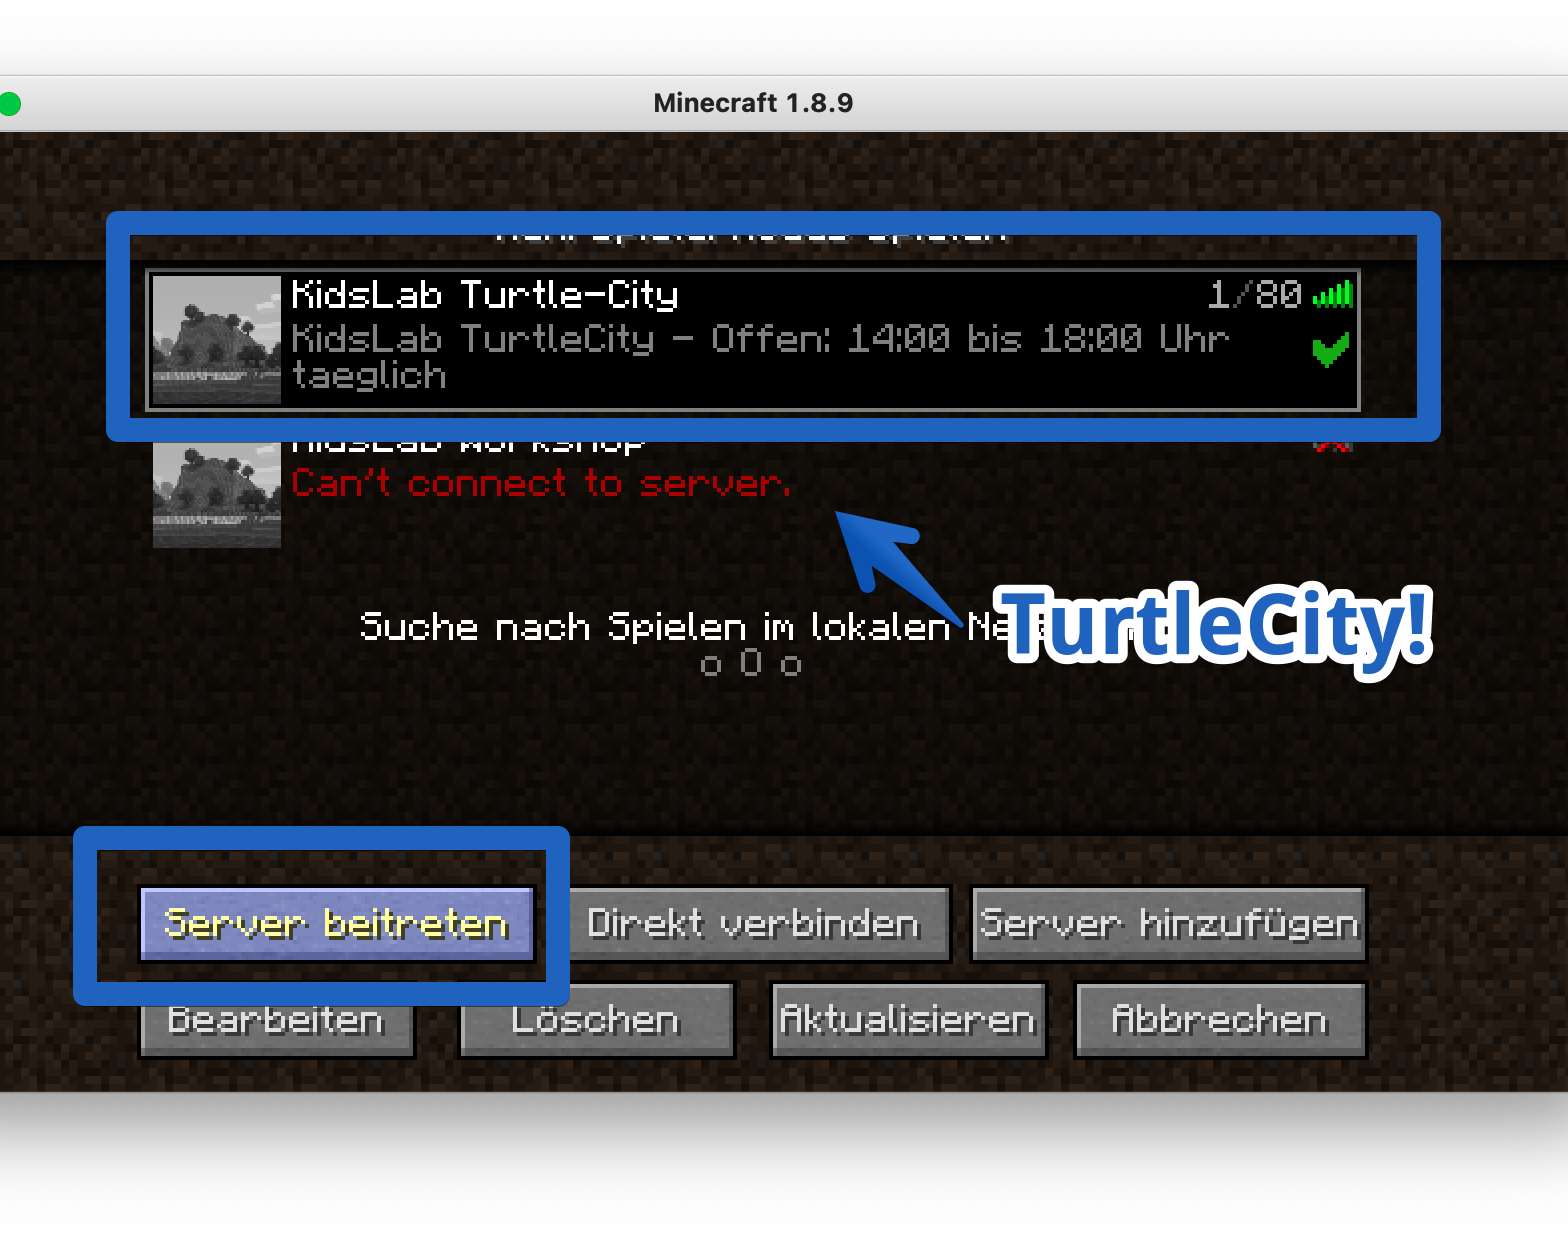 Minecraft 1.8.9
KidsLab Turtle-City 1/80
KidsLab TurtleCity - Offen: 14:00 bis 18:00 Uhr
taeglich
KidsLab Workshop
Can't connect to server.
Suche nach Spielen im lokalen
TurtleCity!
o O o
Server beitreten
Direkt verbinden
Server hinzufügen
Bearbeiten
Löschen
Aktualisieren
Abbrechen